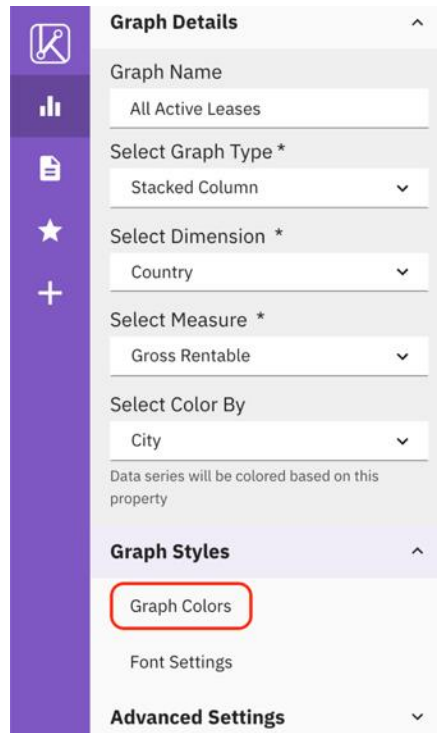 Graph Details
Graph Name
All Active Leases
Select Graph Type *
Stacked Column
Select Dimension *
Country
Select Measure *
Gross Rentable
Select Color By
City
Data series will be colored based on this
property
Graph Styles
Graph Colors
Font Settings
Advanced Settings